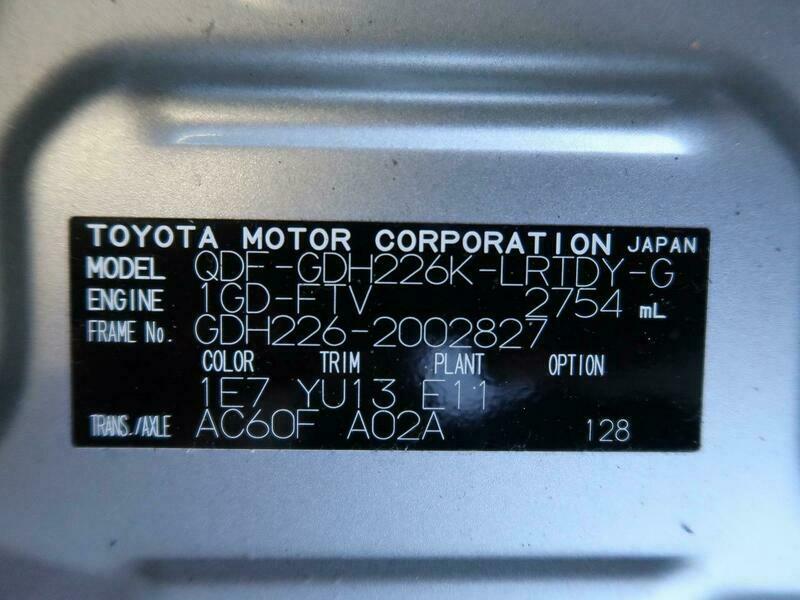 TOYOTA MOTOR CORPORATION JAPAN
MODEL QDF-GDH226K-LRTDY-G
ENGINE 1GD-FTV 2754 mL
FRAME No. GDH226-2002827
COLOR TRIM PLANT OPTION
1E7 YU13 E11
TRANS./AXLE AC60F A02A 128